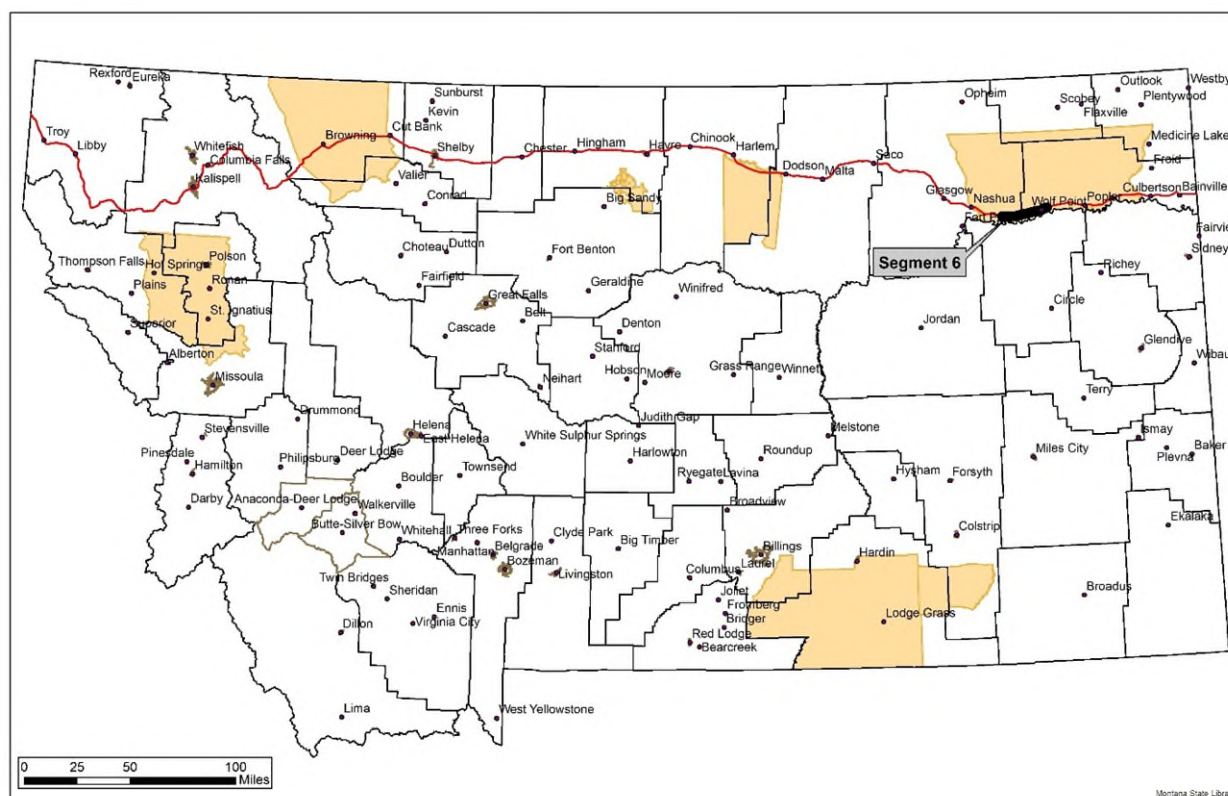 Rexford
Eureka
Sunburst
Kevin
Opheim
Outlook
Westby
Scobey
Flaxville
Plentywood
Troy
Libby
Whitefish
Columbia Falls
Kalispell
Browning
Cut Bank
Shelby
Chester
Hingham
Havre
Chinook
Harlem
Dodson
Malta
Saco
Medicine Lake
Froid
Valier
Conrad
Big Sandy
Glasgow
Nashua
Wolf Point
Culbertson
Bainville
Segment 6
Fairvie
Sidney
Thompson Falls
Hot Springs
Polson
Plains
Ronan
St. Ignatius
Superior
Alberton
Missoula
Choteau
Dutton
Fairfield
Fort Benton
Great Falls
Belt
Cascade
Geraldine
Winifred
Denton
Stanford
Hobson
Moore
Grass Range
Winnet
Neihart
Judith Gap
Jordan
Richey
Circle
Glendive
Wibau
Terry
Drummond
Stevensville
Pinesdale
Hamilton
Darby
Philipsburg
Deer Lodge
Helena
East Helena
Boulder
Townsend
White Sulphur Springs
Harlowton
Ryegate
Lavina
Roundup
Melstone
Broadview
Hysham
Forsyth
Miles City
Ismay
Plevna
Baker
Colstrip
Ekalaka
Anaconda-Deer Lodge
Walkerville
Butte-Silver Bow
Whitehall
Three Forks
Manhattan
Belgrade
Bozeman
Clyde Park
Livingston
Big Timber
Columbus
Laurel
Billings
Hardin
Joliet
Fromberg
Bridger
Red Lodge
Bearcreek
Lodge Grass
Broadus
Twin Bridges
Sheridan
Ennis
Virginia City
Dillon
Lima
West Yellowstone
0 25 50 100
Miles
Montana State Libra